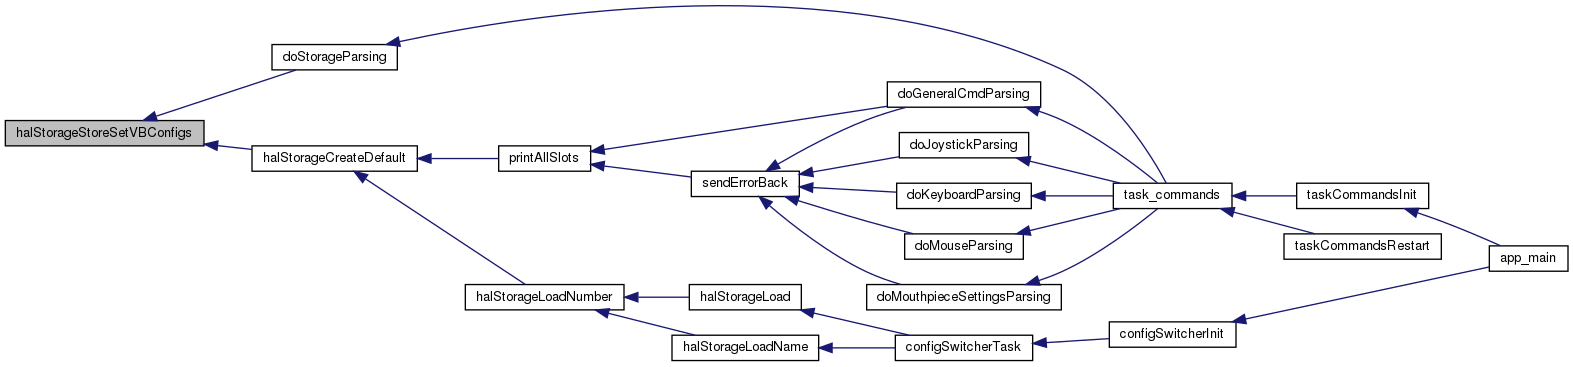 doStorageParsing
doGeneralCmdParsing
halStorageStoreSetVBConfigs
doJoystickParsing
halStorageCreateDefault
printAllSlots
sendErrorBack
doKeyboardParsing
task_commands
taskCommandsInit
doMouseParsing
taskCommandsRestart
app_main
halStorageLoadNumber
halStorageLoad
doMouthpieceSettingsParsing
configSwitcherInit
halStorageLoadName
configSwitcherTask